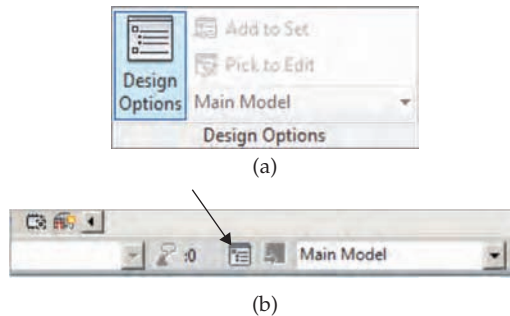 Add to Set
Pick to Edit
Design
Options
Main Model
Design Options
(a)
:0
Main Model
(b)